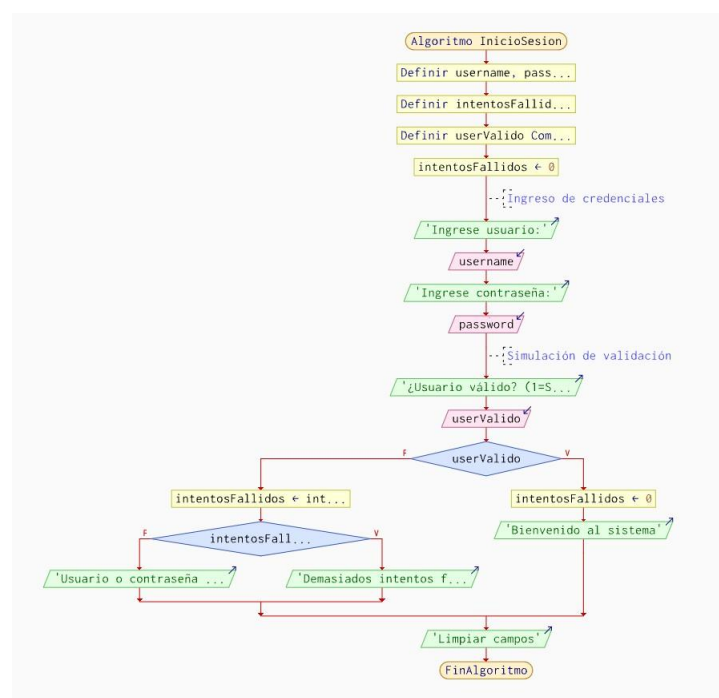 Algoritmo InicioSesion
Definir username, pass...
Definir intentosFallid...
Definir userValido Com...
intentosFallidos ← 0
Ingreso de credenciales
'Ingrese usuario:'
username
'Ingrese contraseña:'
password
Simulación de validación
'¿Usuario válido? (1=S...
userValido
F userValido V
intentosFallidos ← int... intentosFallidos ← 0
'Bienvenido al sistema'
F intentosFall... V
'Usuario o contraseña ... 'Demasiados intentos f...
'Limpiar campos'
FinAlgoritmo